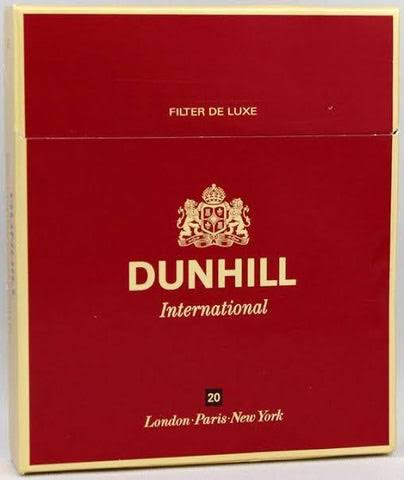 FILTER DE LUXE
DUNHILL
International
20
London·Paris·New York